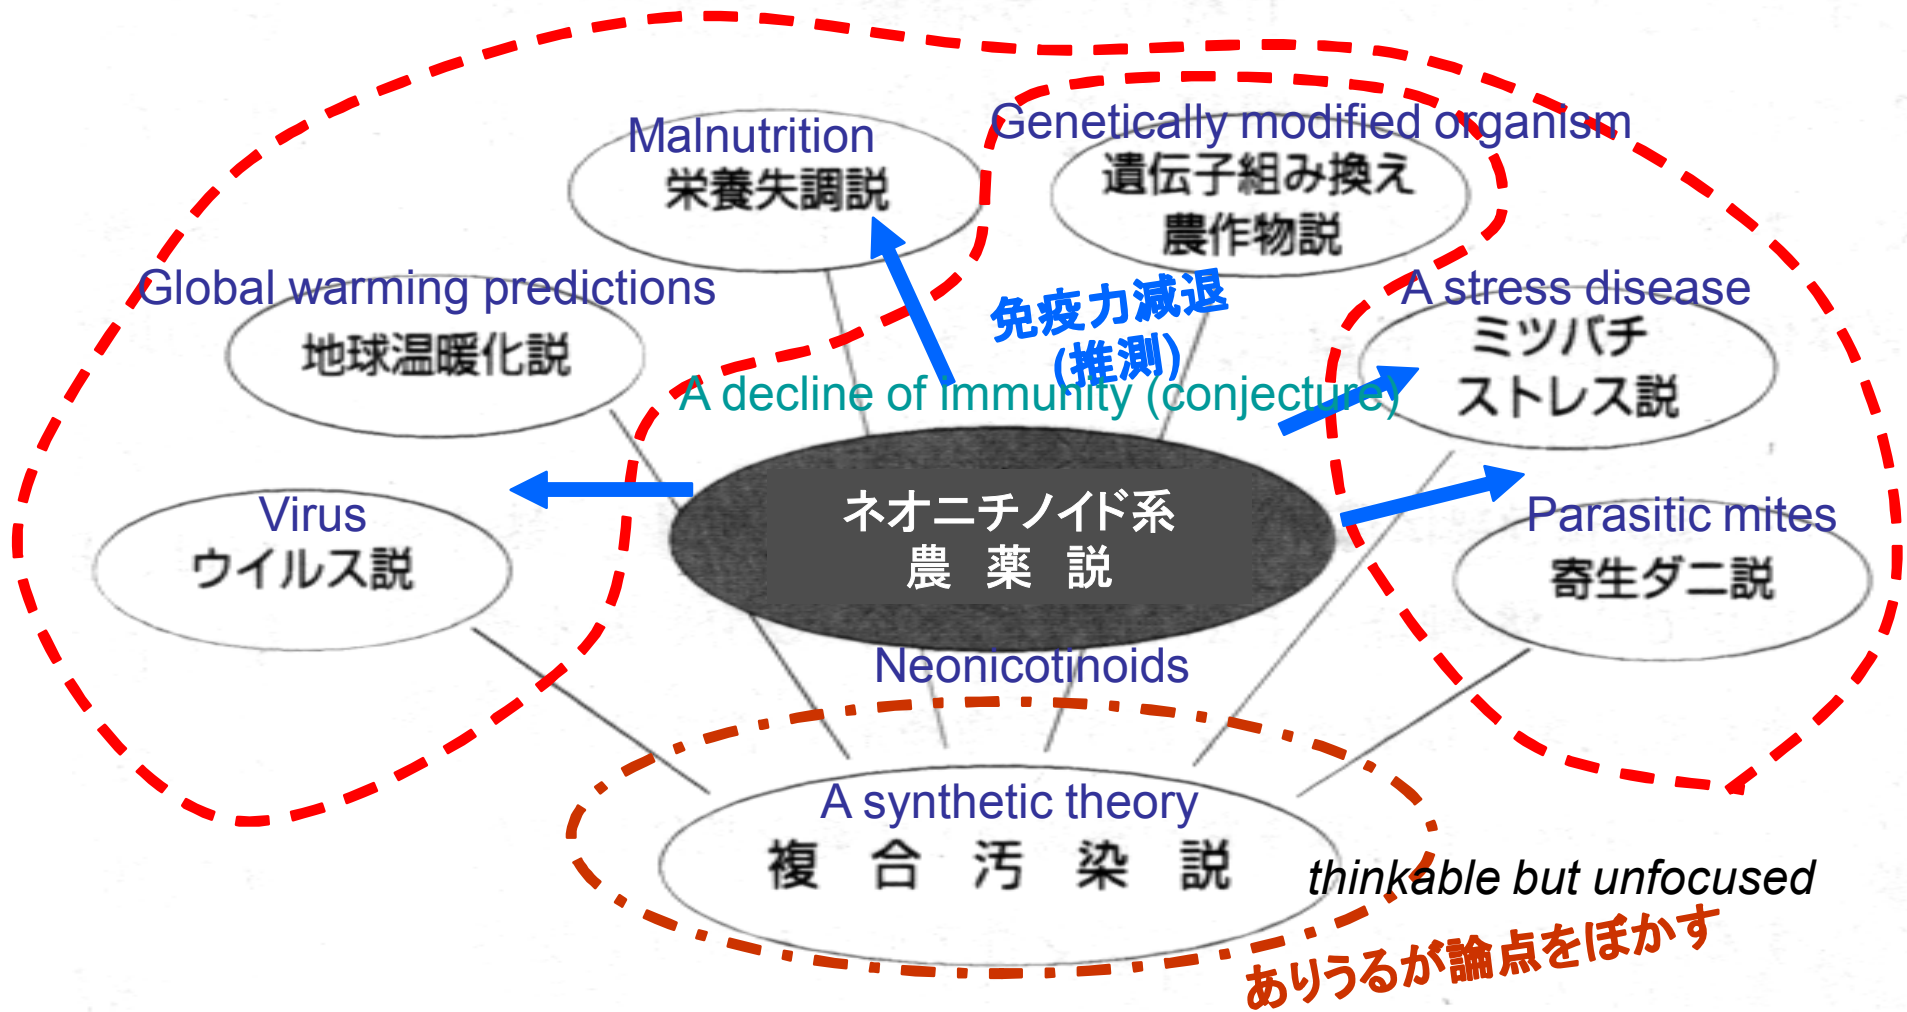 Malnutrition
栄養失調説
Genetically modified organism
遺伝子組み換え
農作物説
Global warming predictions
地球温暖化説
免疫力減退
(推測)
A decline of immunity (conjecture)
A stress disease
ミツバチ
ストレス説
Virus
ウイルス説
ネオニチノイド系
農 薬 説
Neonicotinoids
Parasitic mites
寄生ダニ説
A synthetic theory
複 合 汚 染 説
thinkable but unfocused
ありうるが論点をぼかす